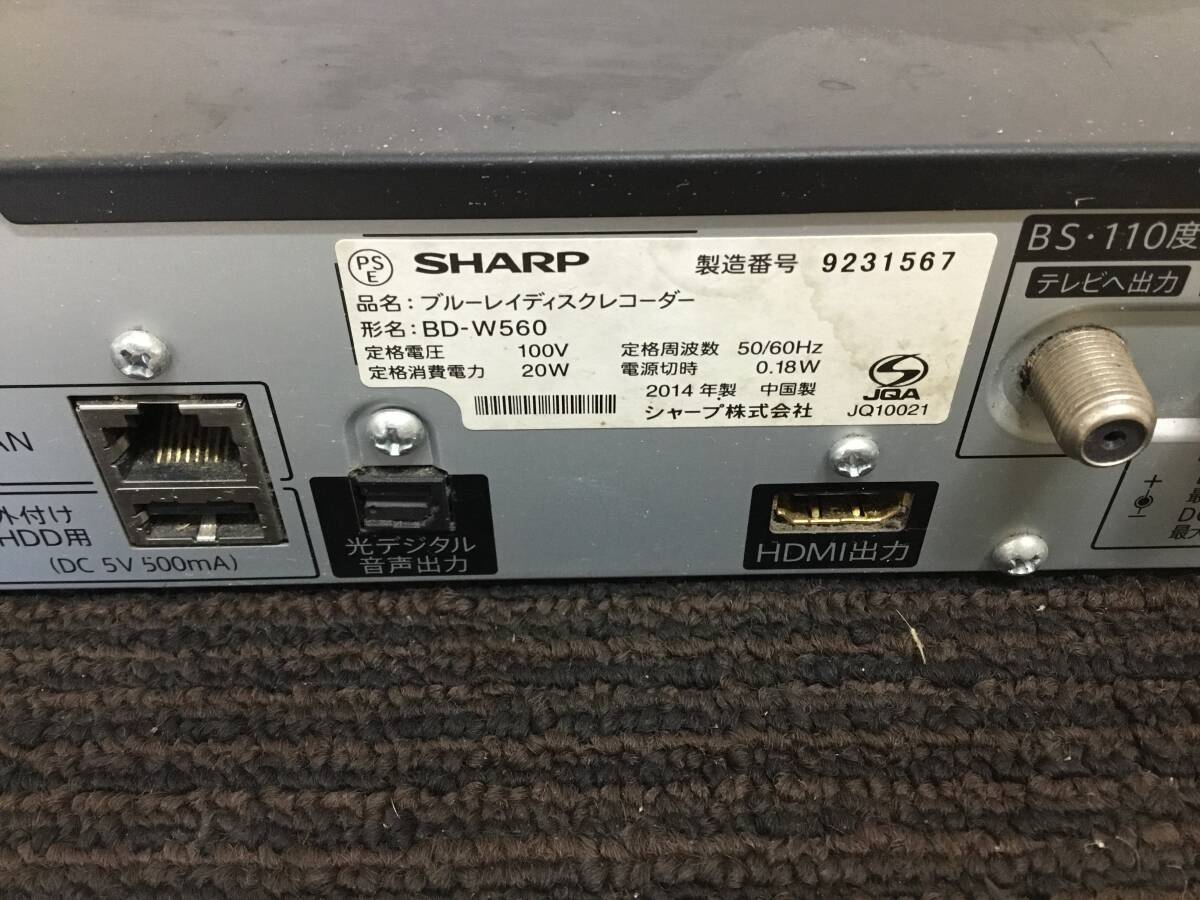 PSE SHARP 製造番号 9231567
品名:ブルーレイディスクレコーダー
形名:BD-W560
定格電圧 100V 定格周波数 50/60Hz
定格消費電力 20W 電源切時 0.18W
2014年製 中国製
シャープ株式会社
JQA
JQ10021
BS・110度
テレビへ出力
AN
外付け
HDD用
(DC 5V 500mA)
光デジタル
音声出力
HDMI出力
+
-